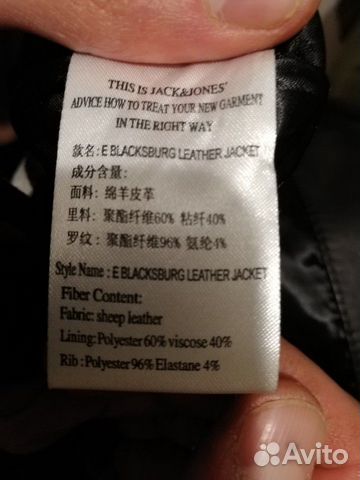 THIS IS JACK&JONES'
ADVICE HOW TO TREAT YOUR NEW GARMENT
IN THE RIGHT WAY
款名：E BLACKSBURG LEATHER JACKET
成分含量：
面料：绵羊皮革
里料：聚酯纤维60% 粘纤40%
罗纹：聚酯纤维96% 氨纶4%
Style Name : E BLACKSBURG LEATHER JACKET
Fiber Content:
Fabric: sheep leather
Lining: Polyester 60% viscose 40%
Rib : Polyester 96% Elastane 4%
Avito